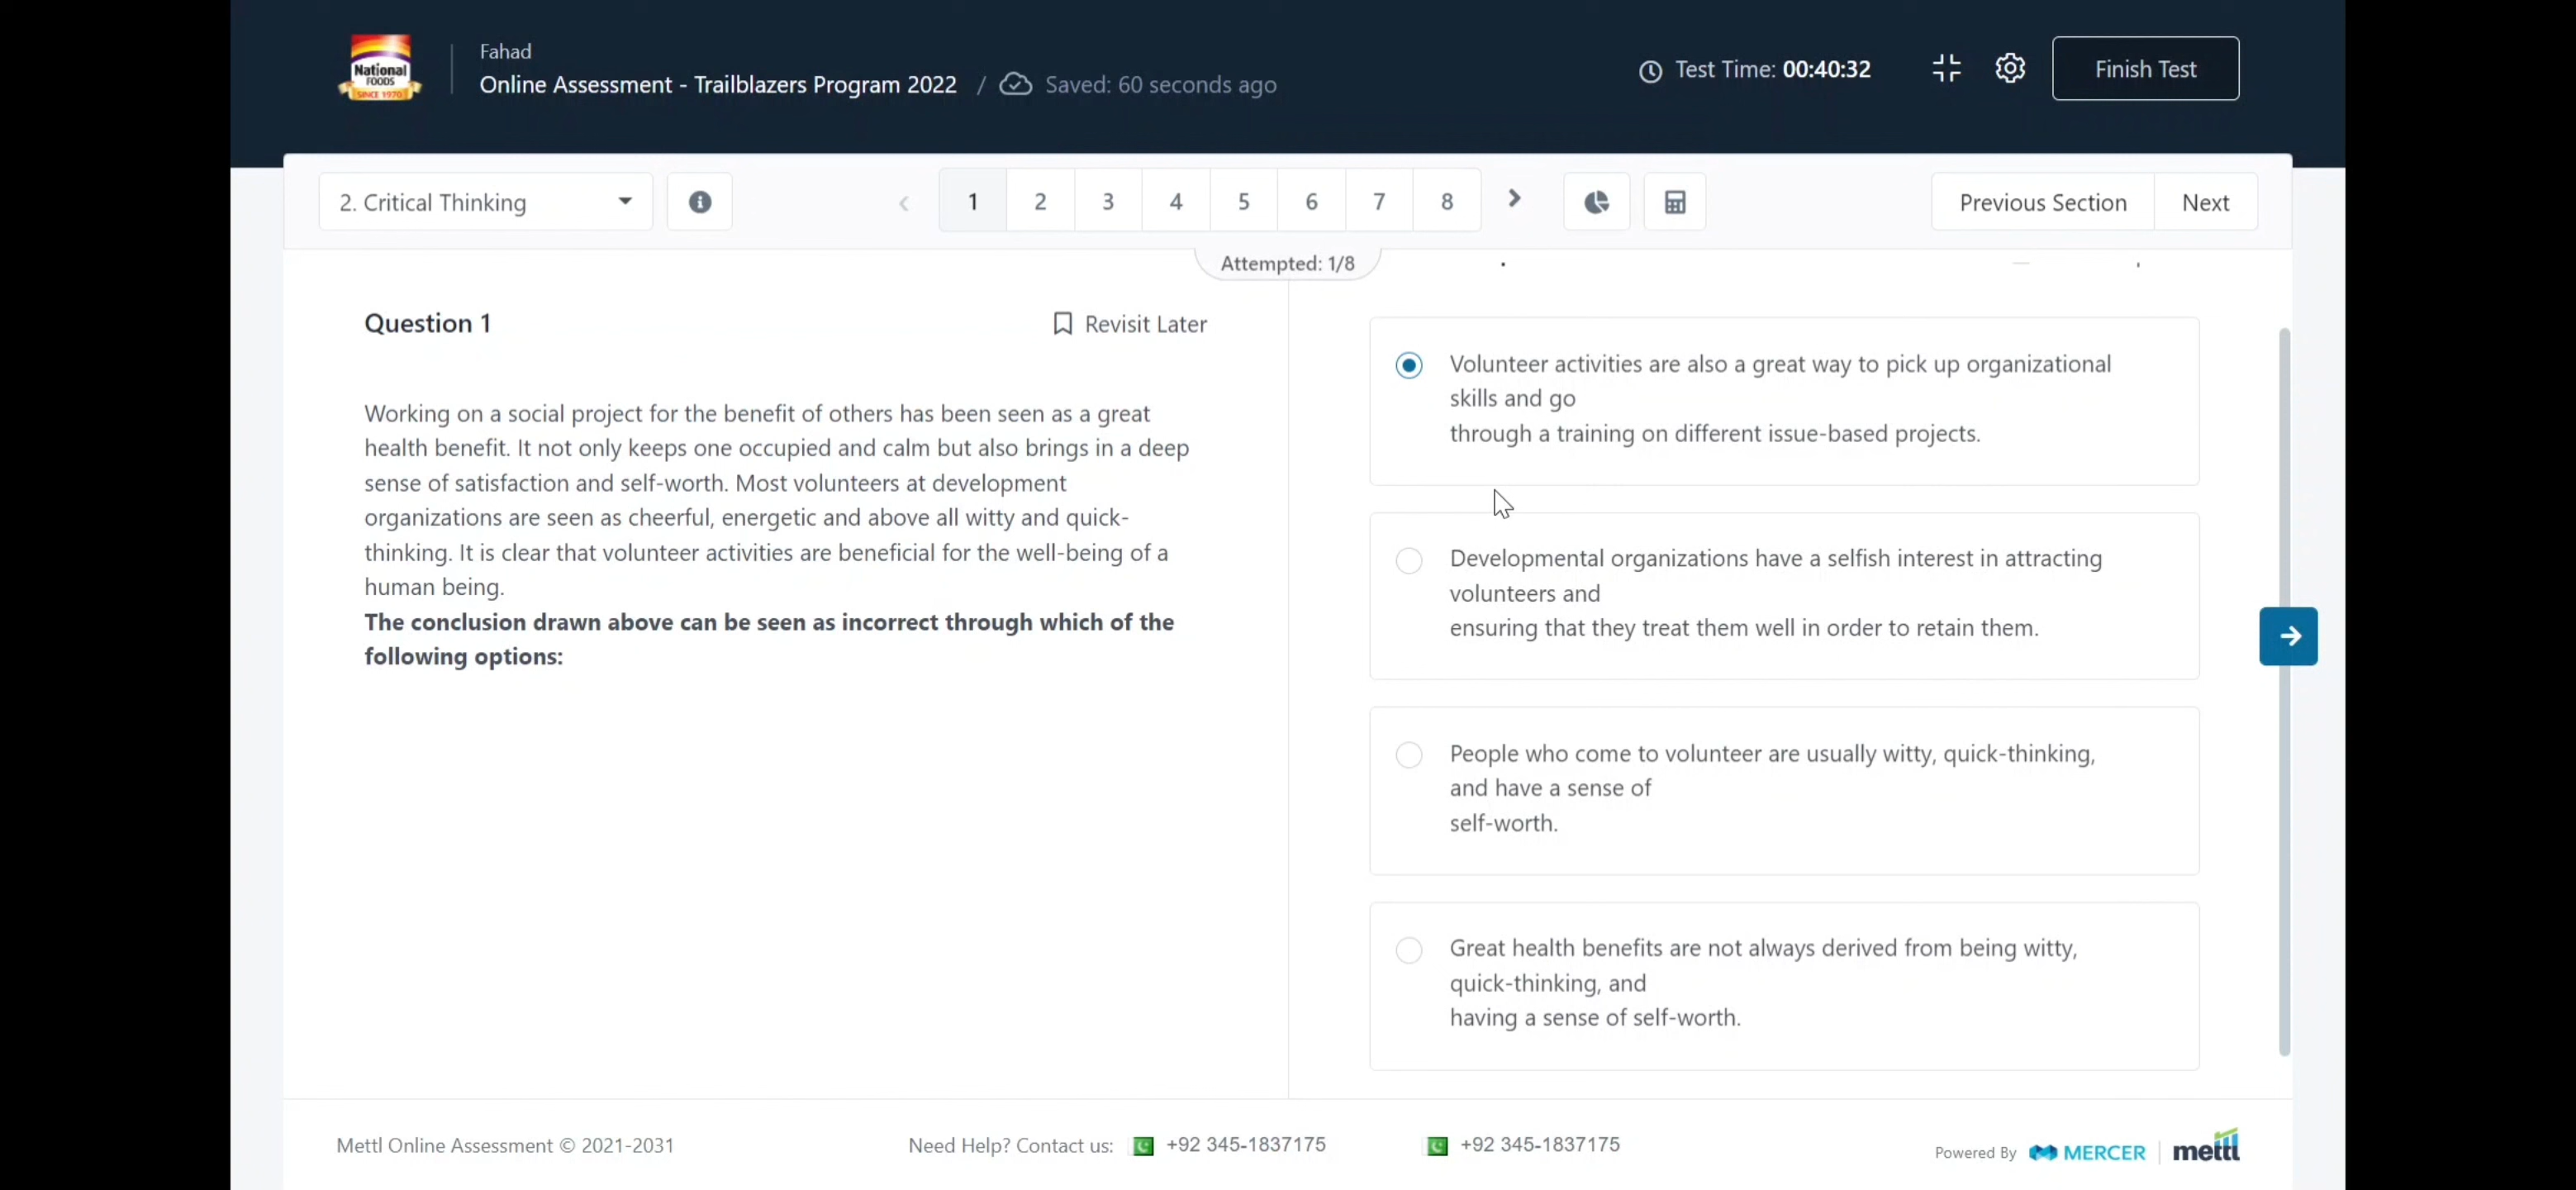 National
FOODS
SINCE 1970
Fahad
Online Assessment - Trailblazers Program 2022 / Saved: 60 seconds ago
Test Time: 00:40:32
Finish Test
2. Critical Thinking
1 2 3 4 5 6 7 8
Previous Section
Next
Attempted: 1/8
Question 1
Revisit Later
Working on a social project for the benefit of others has been seen as a great
health benefit. It not only keeps one occupied and calm but also brings in a deep
sense of satisfaction and self-worth. Most volunteers at development
organizations are seen as cheerful, energetic and above all witty and quick-
thinking. It is clear that volunteer activities are beneficial for the well-being of a
human being.
The conclusion drawn above can be seen as incorrect through which of the
following options:
Volunteer activities are also a great way to pick up organizational
skills and go
through a training on different issue-based projects.
Developmental organizations have a selfish interest in attracting
volunteers and
ensuring that they treat them well in order to retain them.
People who come to volunteer are usually witty, quick-thinking,
and have a sense of
self-worth.
Great health benefits are not always derived from being witty,
quick-thinking, and
having a sense of self-worth.
Mettl Online Assessment © 2021-2031
Need Help? Contact us: +92 345-1837175
+92 345-1837175
Powered By MERCER | mettl